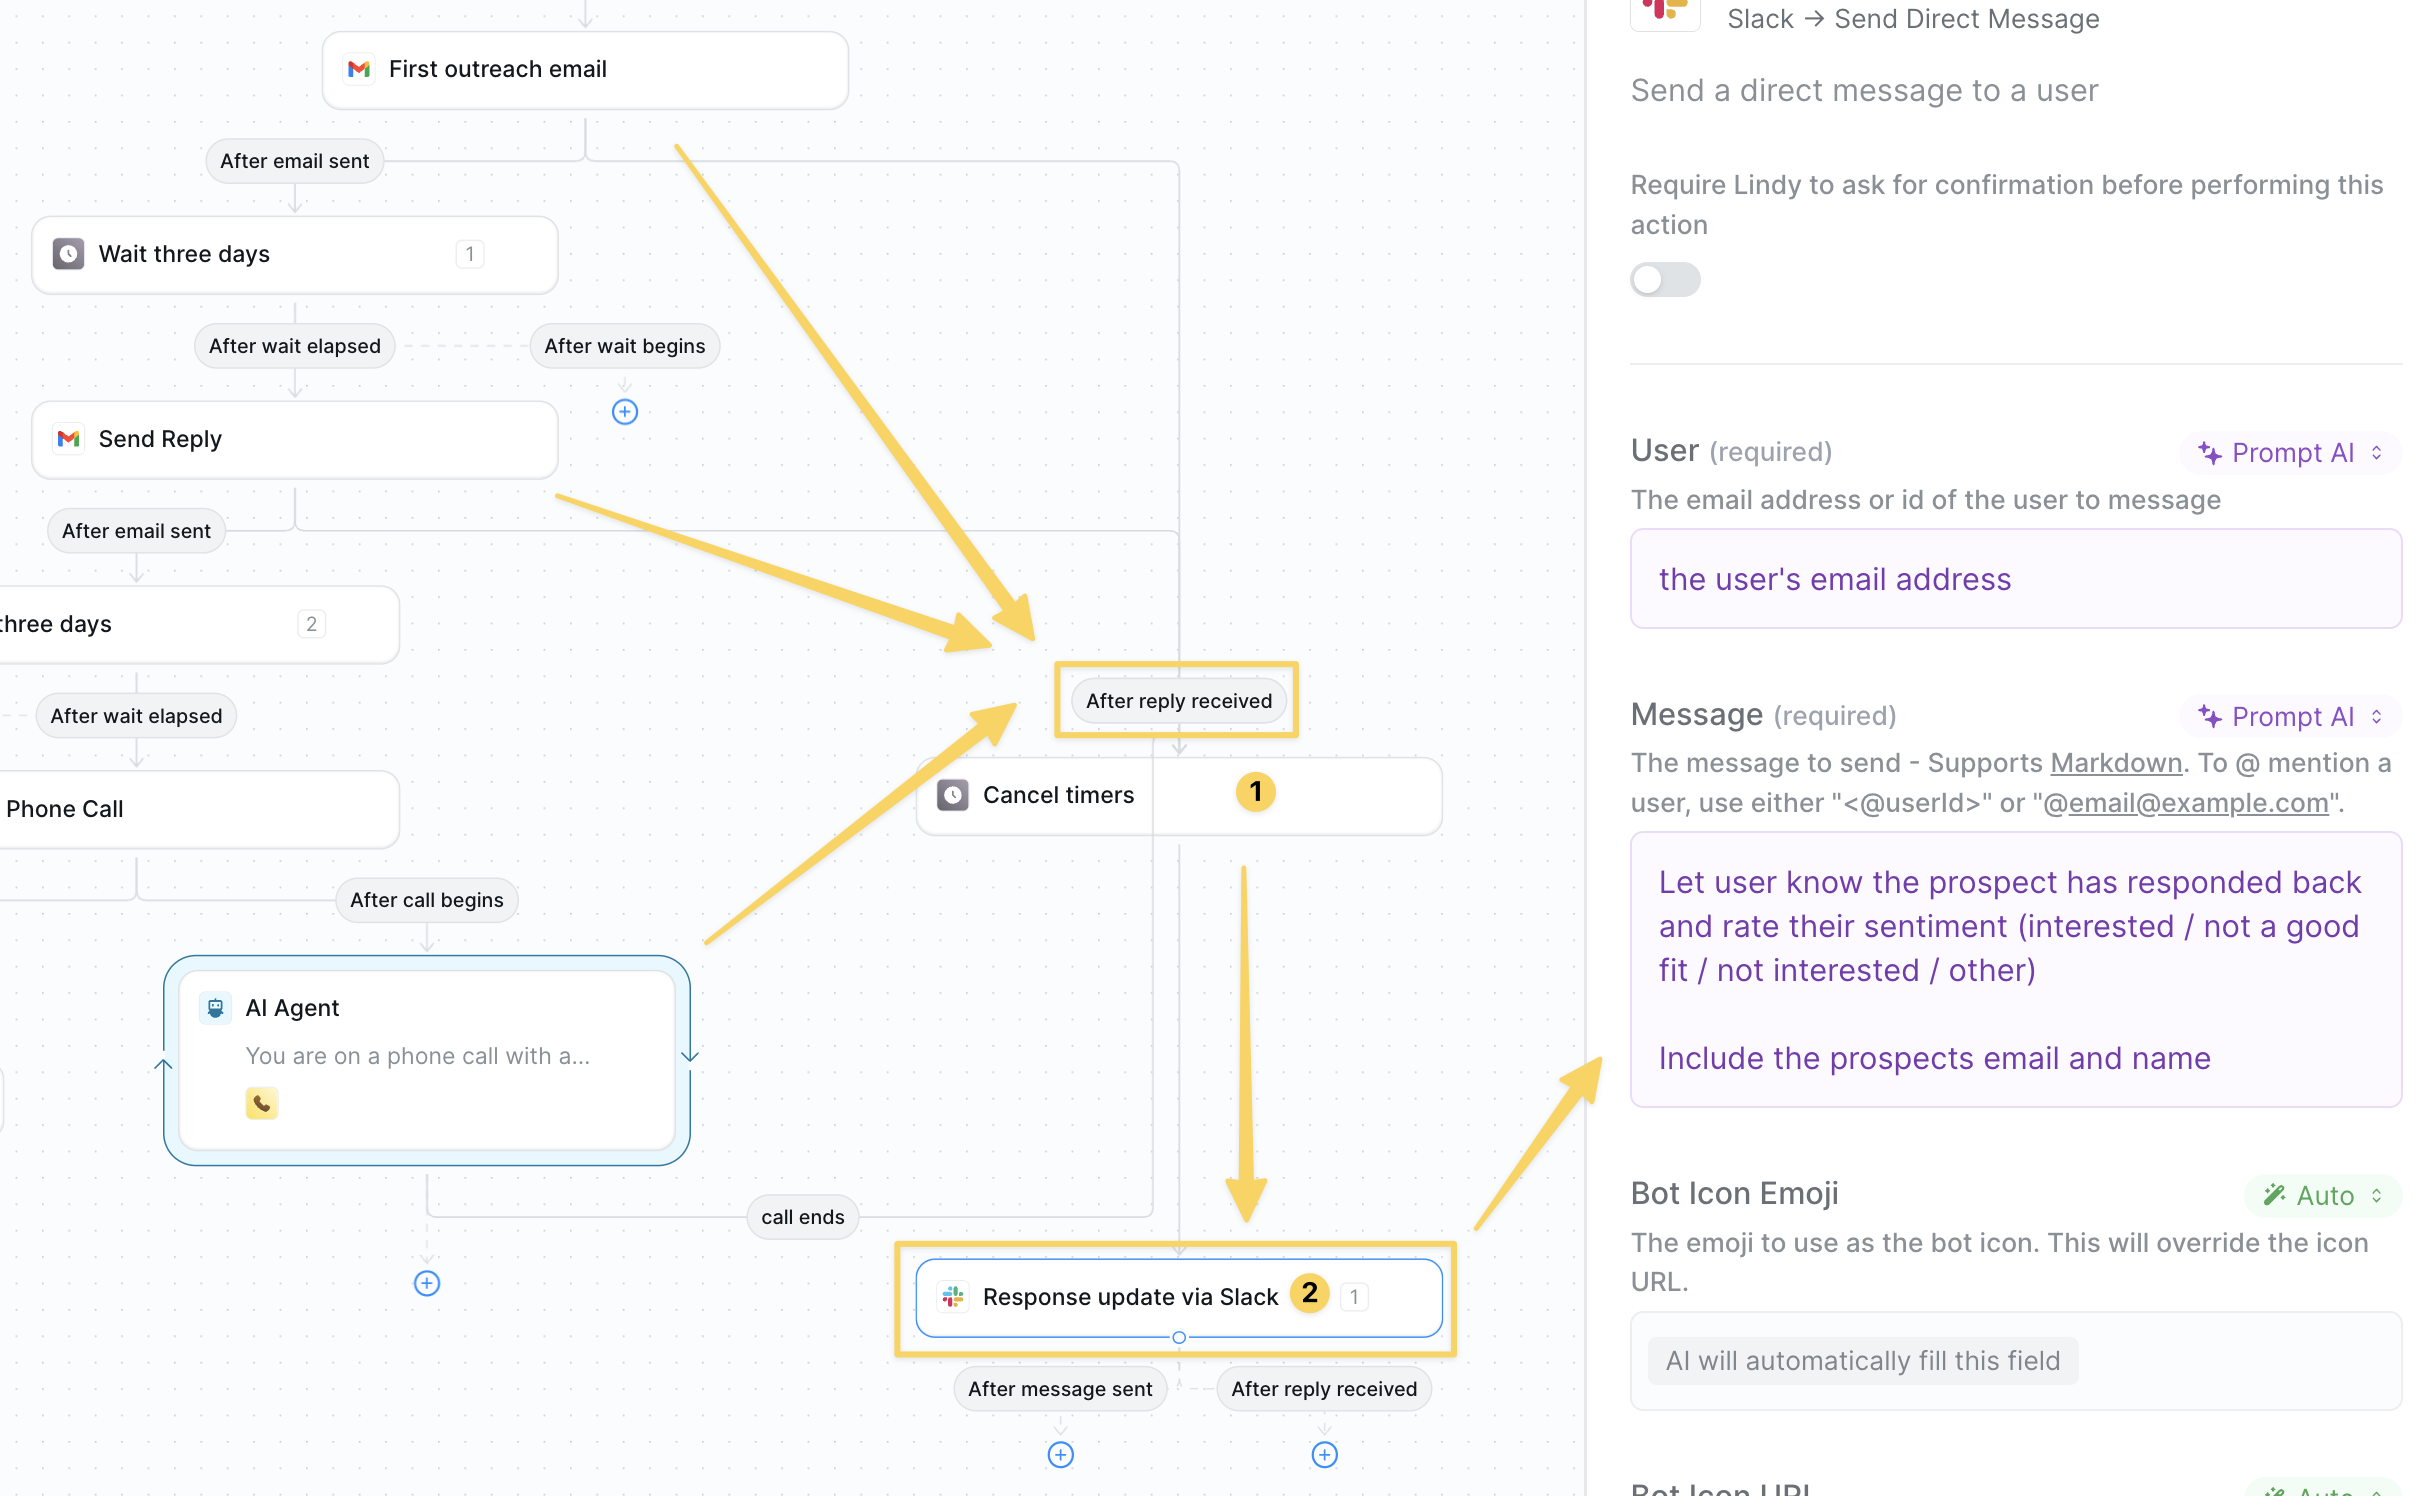 First outreach email
After email sent
Wait three days
1
After wait elapsed
After wait begins
Send Reply
After email sent
three days
2
After wait elapsed
After reply received
Cancel timers
1
Phone Call
After call begins
AI Agent
You are on a phone call with a...
call ends
Response update via Slack
2
1
After message sent
After reply received
Slack → Send Direct Message
Send a direct message to a user
Require Lindy to ask for confirmation before performing this
action
User (required)
Prompt AI
The email address or id of the user to message
the user's email address
Message (required)
Prompt AI
The message to send - Supports Markdown. To @ mention a
user, use either "<@userId>" or "@email@example.com".
Let user know the prospect has responded back
and rate their sentiment (interested / not a good
fit / not interested / other)
Include the prospects email and name
Bot Icon Emoji
Auto
The emoji to use as the bot icon. This will override the icon
URL.
AI will automatically fill this field
Bot Icon URL
Auto